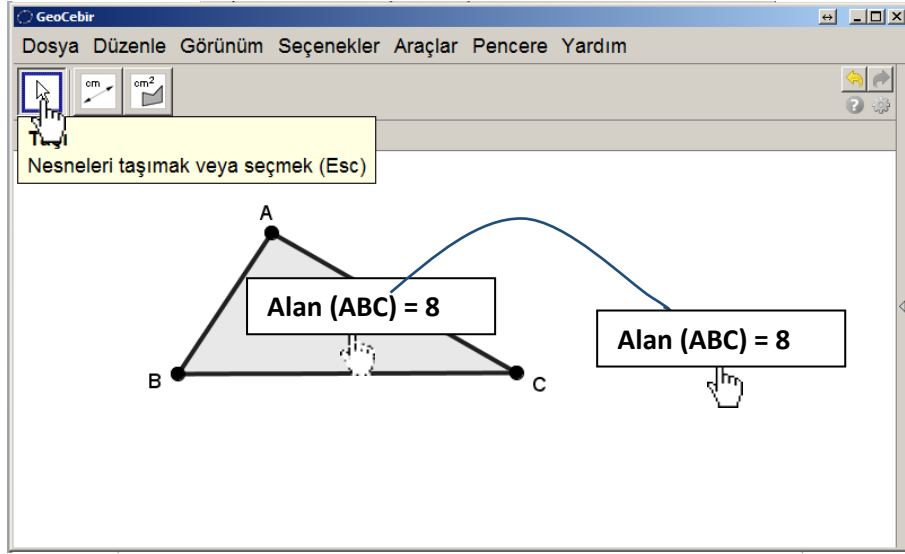 GeoCebir
Dosya Düzenle Görünüm Seçenekler Araçlar Pencere Yardım
cm
cm²
Taşı
Nesneleri taşımak veya seçmek (Esc)
A
Alan (ABC) = 8
Alan (ABC) = 8
B
C